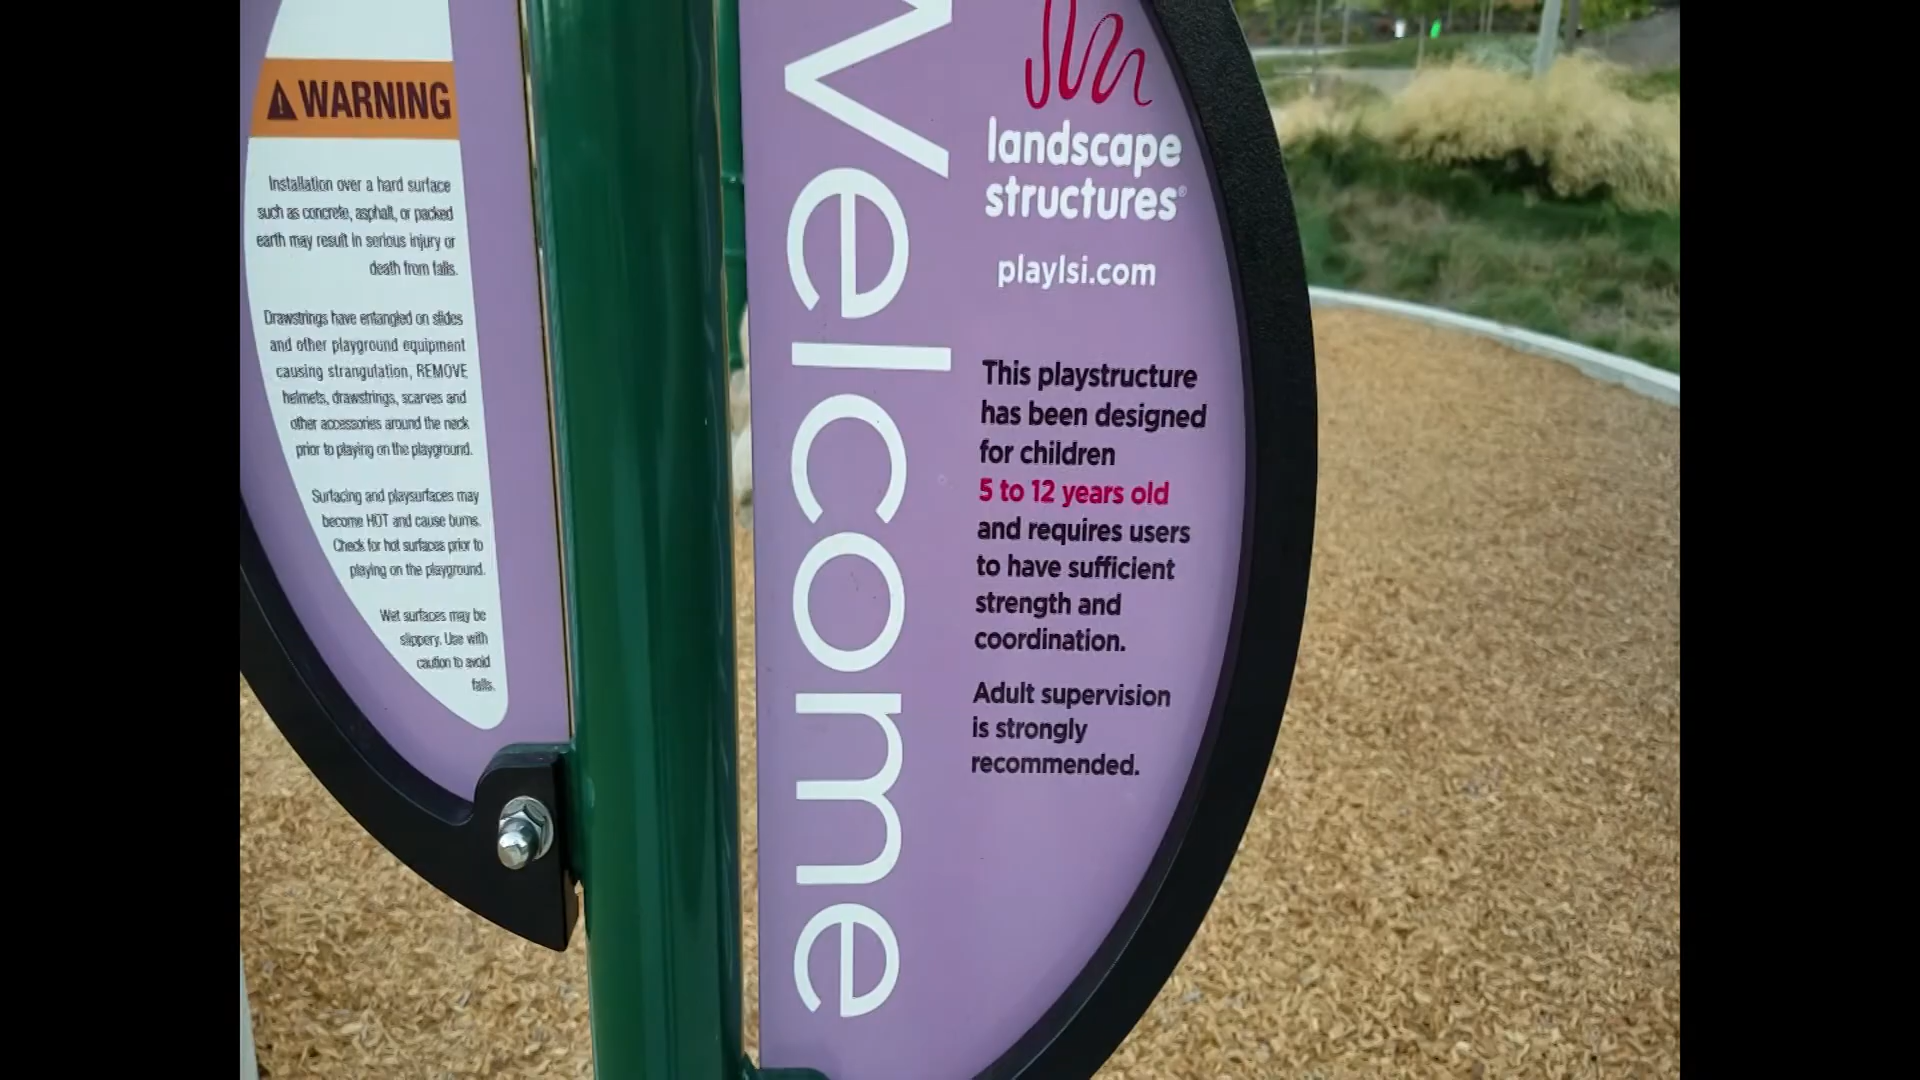 WARNING
Installation over a hard surface
such as concrete, asphalt, or packed
earth may result in serious injury or
death from falls.
Drawstrings have entangled on slides
and other playground equipment
causing strangulation, REMOVE
helmets, drawstrings, scarves and
other accessories around the neck
prior to playing on the playground.
Surfacing and playsurfaces may
become HOT and cause burns.
Check for hot surfaces prior to
playing on the playground.
Wet surfaces may be
slippery. Use with
caution to avoid
falls.
Welcome
landscape
structures®
playlsi.com
This playstructure
has been designed
for children
5 to 12 years old
and requires users
to have sufficient
strength and
coordination.
Adult supervision
is strongly
recommended.